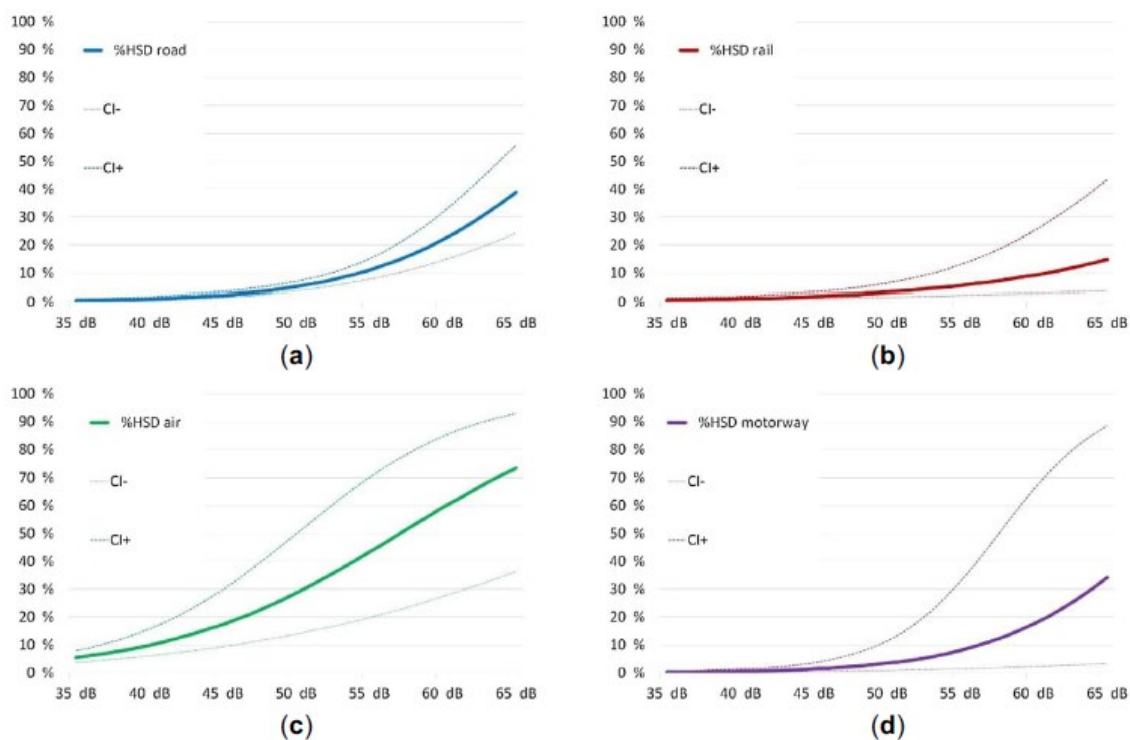 100 %
90 %
80 %
70 %
60 %
50 %
40 %
30 %
20 %
10 %
0 %
%HSD road
CI-
CI+
35 dB 40 dB 45 dB 50 dB 55 dB 60 dB 65 dB
(a)
100 %
90 %
80 %
70 %
60 %
50 %
40 %
30 %
20 %
10 %
0 %
%HSD rail
CI-
CI+
35 dB 40 dB 45 dB 50 dB 55 dB 60 dB 65 dB
(b)
100 %
90 %
80 %
70 %
60 %
50 %
40 %
30 %
20 %
10 %
0 %
%HSD air
CI-
CI+
35 dB 40 dB 45 dB 50 dB 55 dB 60 dB 65 dB
(c)
100 %
90 %
80 %
70 %
60 %
50 %
40 %
30 %
20 %
10 %
0 %
%HSD motorway
CI-
CI+
35 dB 40 dB 45 dB 50 dB 55 dB 60 dB 65 dB
(d)